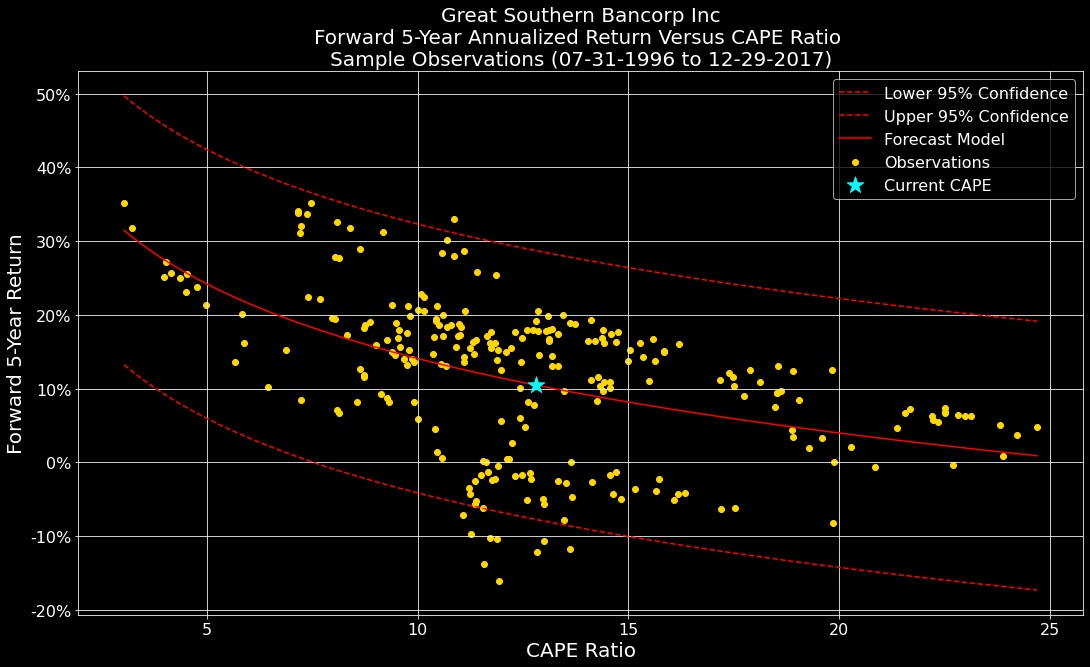 Great Southern Bancorp Inc
Forward 5-Year Annualized Return Versus CAPE Ratio
Sample Observations (07-31-1996 to 12-29-2017)
Lower 95% Confidence
Upper 95% Confidence
Forecast Model
Observations
Current CAPE
Forward 5-Year Return
50%
40%
30%
20%
10%
0%
-10%
-20%
5
10
15
20
25
CAPE Ratio